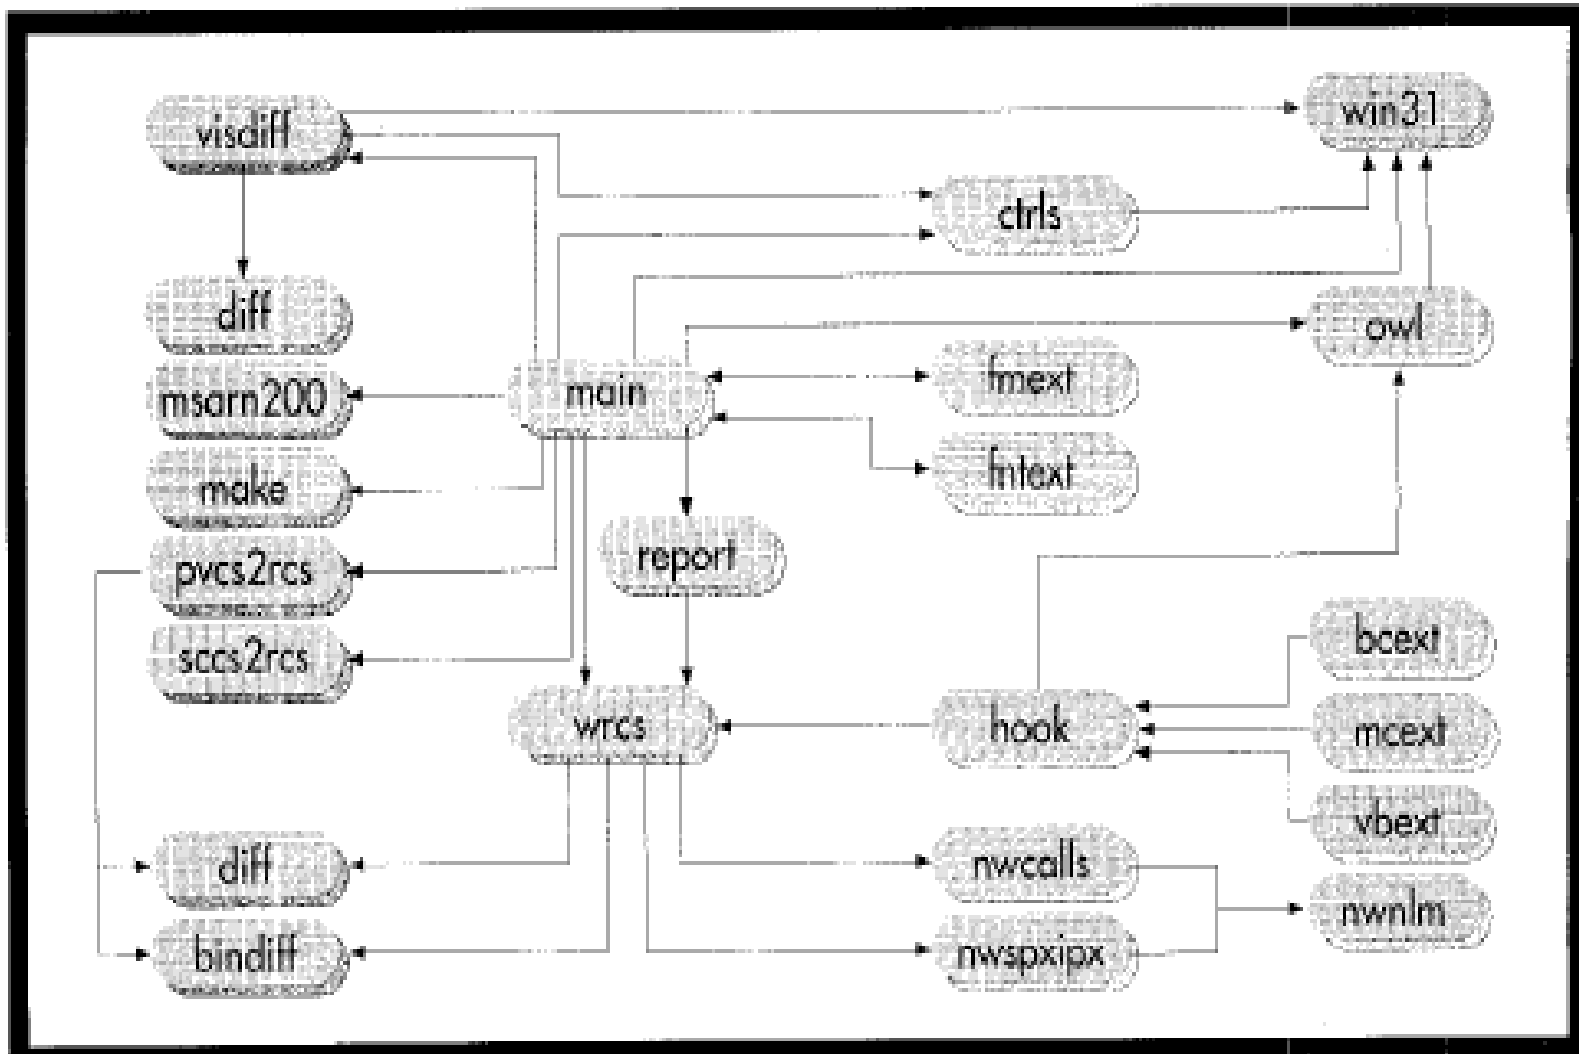 visdiff
win31
ctrls
diff
owl
main
fmext
msarn200
fntext
make
report
pvcs2rcs
bcext
sccs2rcs
wrcs
hook
mcext
vbext
diff
nwcalls
nwnlm
bindiff
nwspxipx